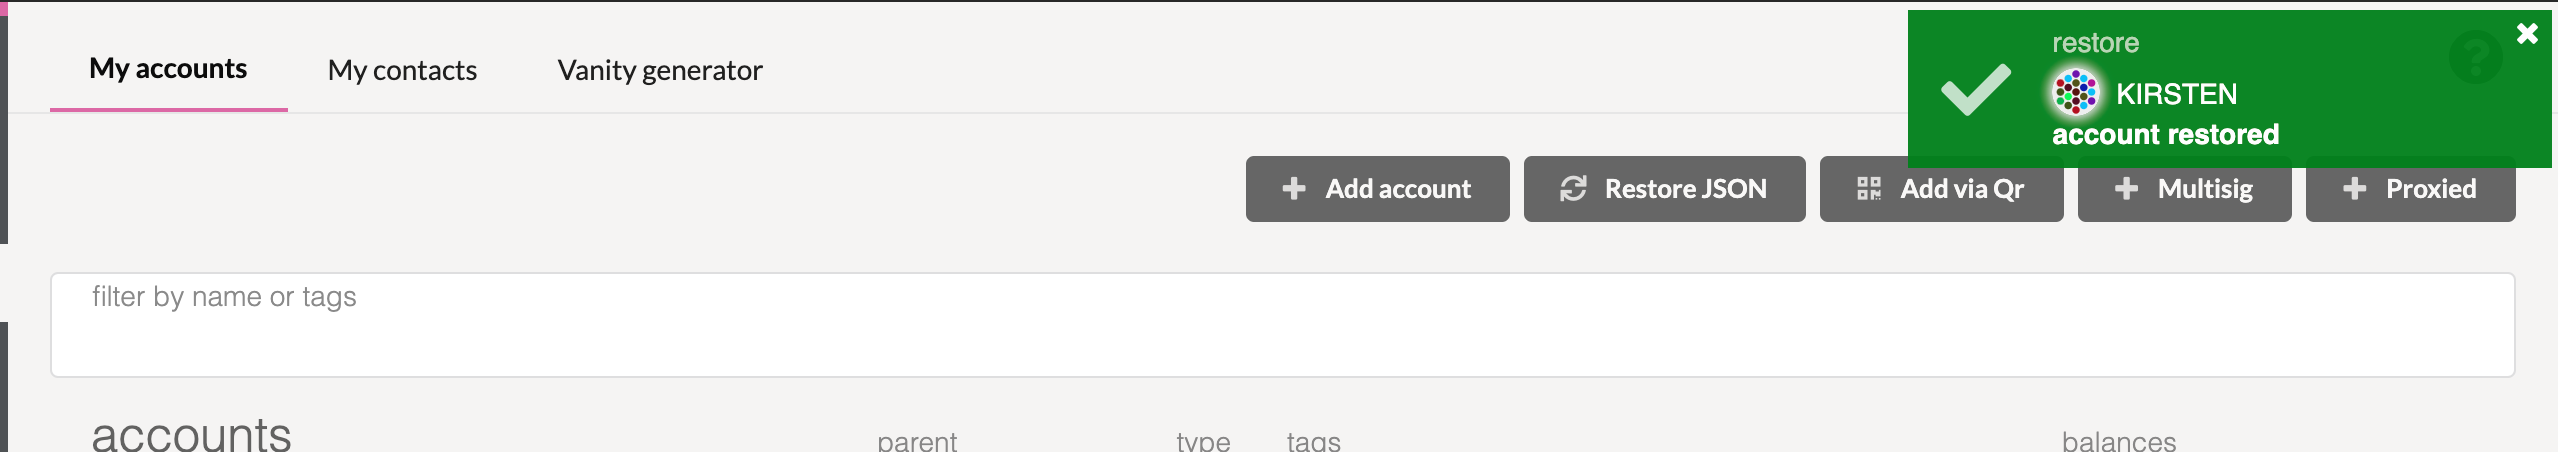 My accounts My contacts Vanity generator
restore
KIRSTEN
account restored
Add account Restore JSON Add via Qr Multisig Proxied
filter by name or tags
accounts parent type tags balances